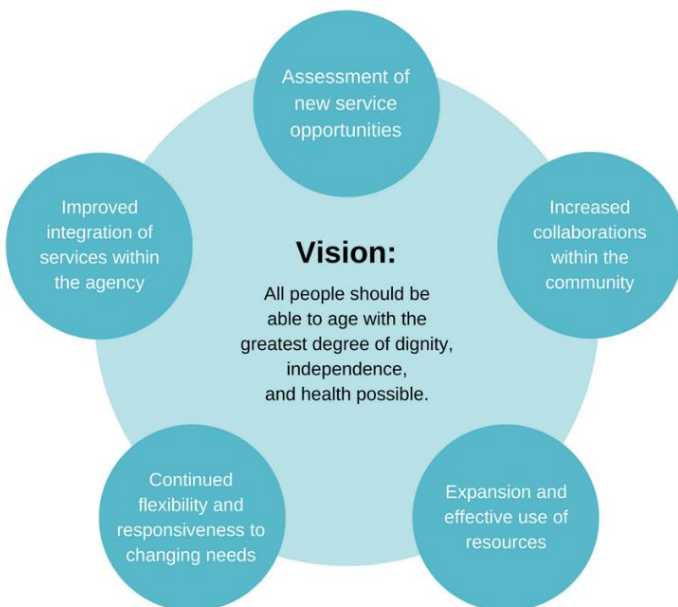 Assessment of
new service
opportunities
Improved
integration of
services within
the agency
Increased
collaborations
within the
community
Vision:
All people should be
able to age with the
greatest degree of dignity,
independence,
and health possible.
Continued
flexibility and
responsiveness to
changing needs
Expansion and
effective use of
resources